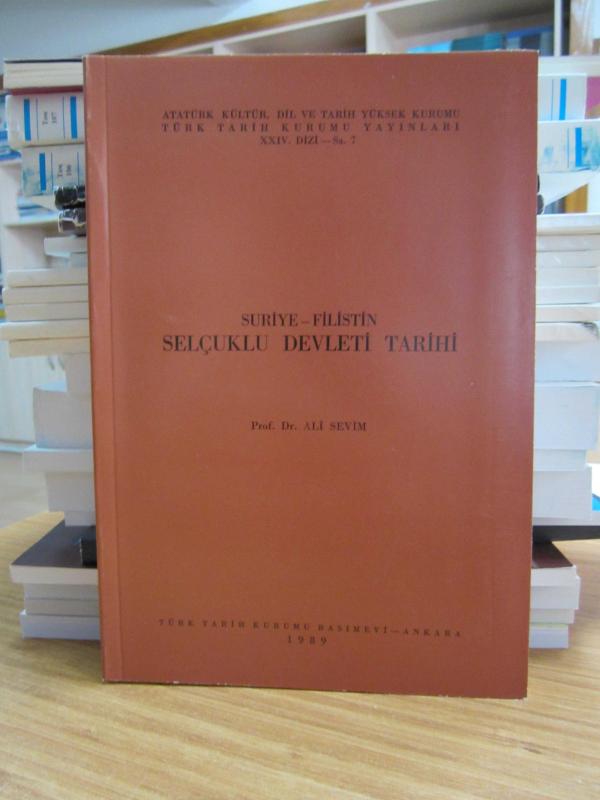 ATATÜRK KÜLTÜR, DİL VE TARİH YÜKSEK KURUMU
TÜRK TARİH KURUMU YAYINLARI
XXIV. DİZİ — Sa. 7
SURİYE – FİLİSTİN
SELÇUKLU DEVLETİ TARİHİ
Prof. Dr. ALİ SEVİM
TÜRK TARİH KURUMU BASIMEVİ — ANKARA
1989